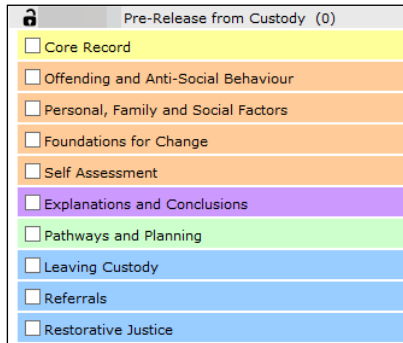 Pre-Release from Custody (0)
Core Record
Offending and Anti-Social Behaviour
Personal, Family and Social Factors
Foundations for Change
Self Assessment
Explanations and Conclusions
Pathways and Planning
Leaving Custody
Referrals
Restorative Justice